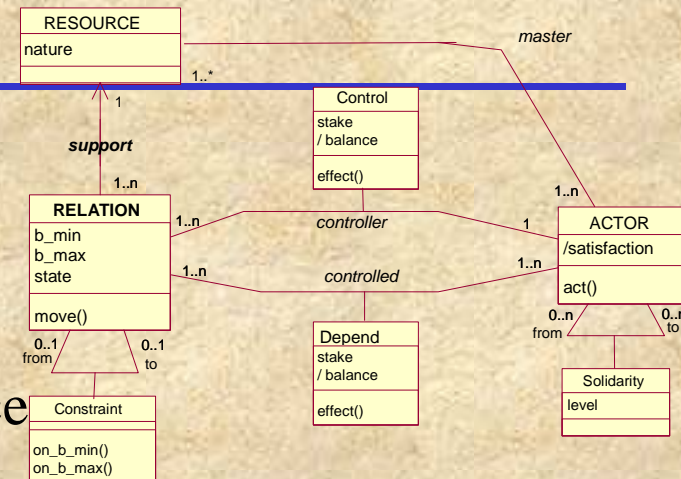 RESOURCE
nature
master
1..*
1
support
1..n
Control
stake
/ balance
effect()
RELATION
b_min
b_max
state
move()
1..n
controller
1
1..n
controlled
1..n
1..n
ACTOR
/satisfaction
act()
0..1
from
0..1
to
0..n
from
0..n
to
Depend
stake
/ balance
effect()
Solidarity
level
e
Constraint
on_b_min()
on_b_max()